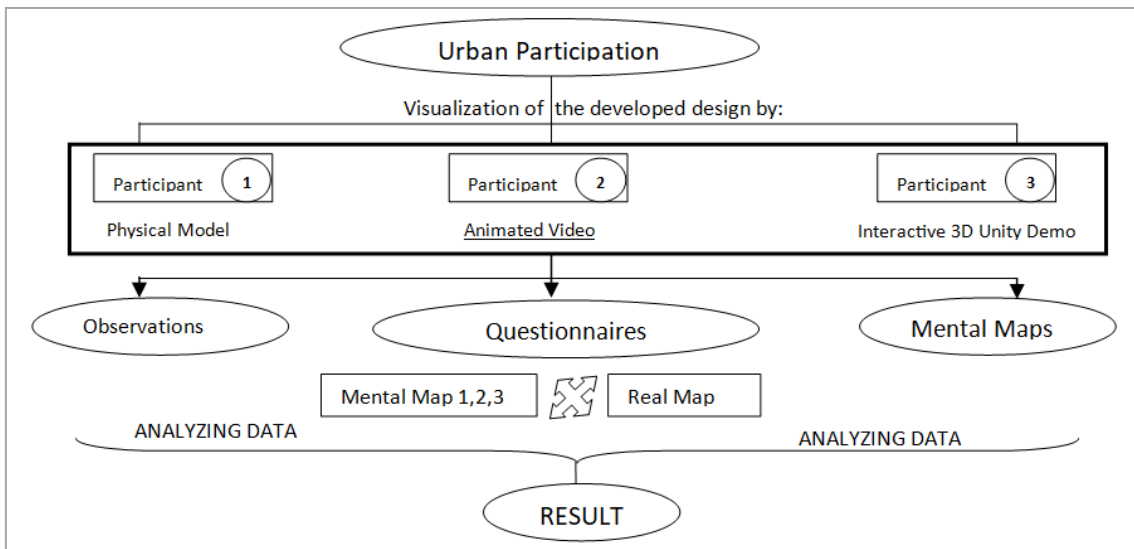 Urban Participation
Visualization of the developed design by:
Participant 1
Participant 2
Participant 3
Physical Model
Animated Video
Interactive 3D Unity Demo
Observations
Questionnaires
Mental Maps
Mental Map 1,2,3
Real Map
ANALYZING DATA
ANALYZING DATA
RESULT